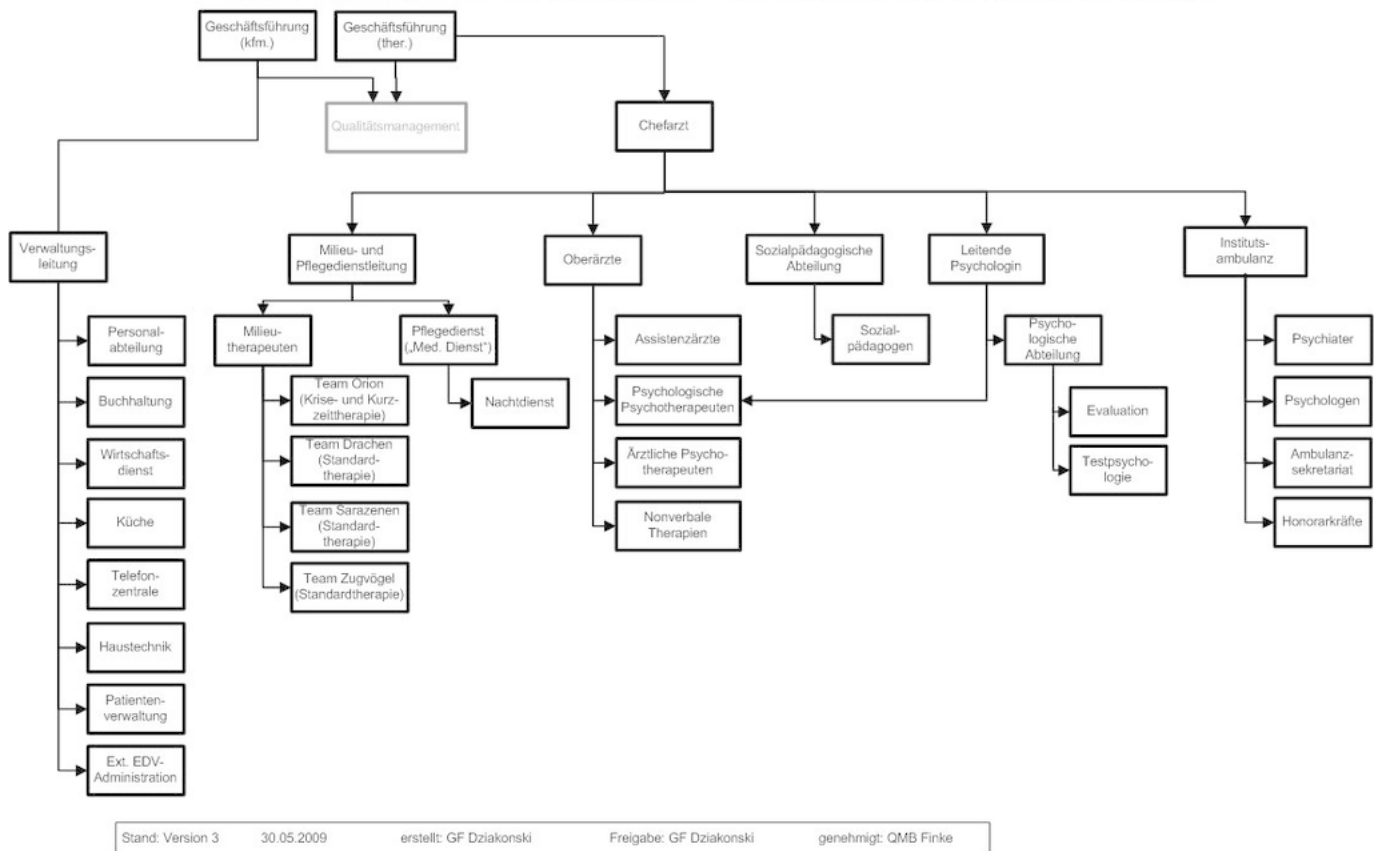 Geschäftsführung
(kfm.)
Geschäftsführung
(ther.)
Qualitätsmanagement
Chefarzt
Verwaltungs-
leitung
Milieu- und
Pflegedienstleitung
Oberärzte
Sozialpädagogische
Abteilung
Leitende
Psychologin
Instituts-
ambulanz
Personal-
abteilung
Buchhaltung
Wirtschafts-
dienst
Küche
Telefon-
zentrale
Haustechnik
Patienten-
verwaltung
Ext. EDV-
Administration
Milieu-
therapeuten
Team Orion
(Krise- und Kurz-
zeittherapie)
Team Drachen
(Standard-
therapie)
Team Sarazenen
(Standard-
therapie)
Team Zugvögel
(Standardtherapie)
Pflegedienst
(„Med. Dienst“)
Nachtdienst
Assistenzärzte
Psychologische
Psychotherapeuten
Ärztliche Psycho-
therapeuten
Nonverbale
Therapien
Sozial-
pädagogen
Psycho-
logische
Abteilung
Evaluation
Testpsycho-
logie
Psychiater
Psychologen
Ambulanz-
sekretariat
Honorarkräfte
Stand: Version 3 30.05.2009 erstellt: GF Dziakonski Freigabe: GF Dziakonski genehmigt: QMB Finke